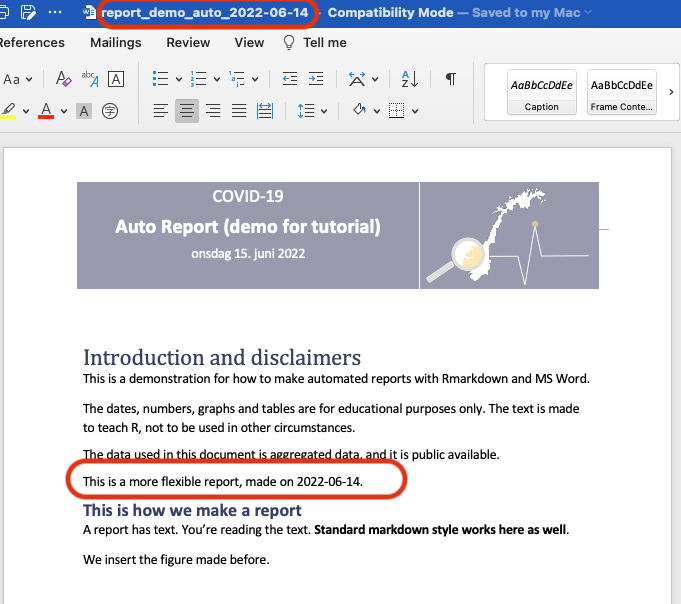 report_demo_auto_2022-06-14 - Compatibility Mode — Saved to my Mac
References Mailings Review View Tell me
Aa A abc A A
A Z
AaBbCcDdEe AaBbCcDdEe
Caption Frame Conte...
A A 字
COVID-19
Auto Report (demo for tutorial)
onsdag 15. juni 2022
Introduction and disclaimers
This is a demonstration for how to make automated reports with Rmarkdown and MS Word.
The dates, numbers, graphs and tables are for educational purposes only. The text is made
to teach R, not to be used in other circumstances.
The data used in this document is aggregated data, and it is public available.
This is a more flexible report, made on 2022-06-14.
This is how we make a report
A report has text. You’re reading the text. Standard markdown style works here as well.
We insert the figure made before.